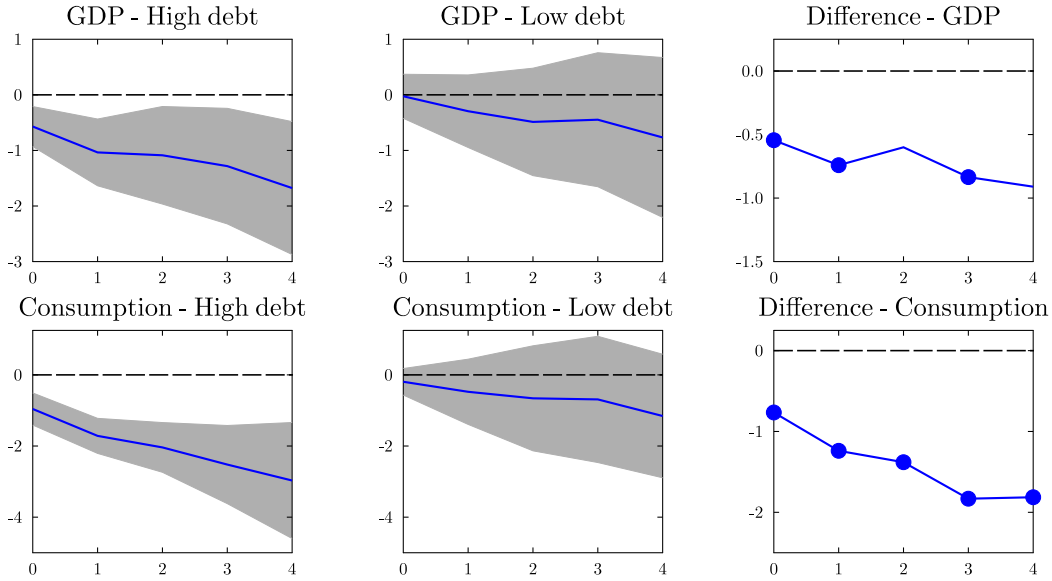 GDP - High debt
1
0
-1
-2
-3
0 1 2 3 4
GDP - Low debt
1
0
-1
-2
-3
0 1 2 3 4
Difference - GDP
0.0
-0.5
-1.0
-1.5
0 1 2 3 4
Consumption - High debt
0
-2
-4
0 1 2 3 4
Consumption - Low debt
0
-2
-4
0 1 2 3 4
Difference - Consumption
0
-1
-2
0 1 2 3 4